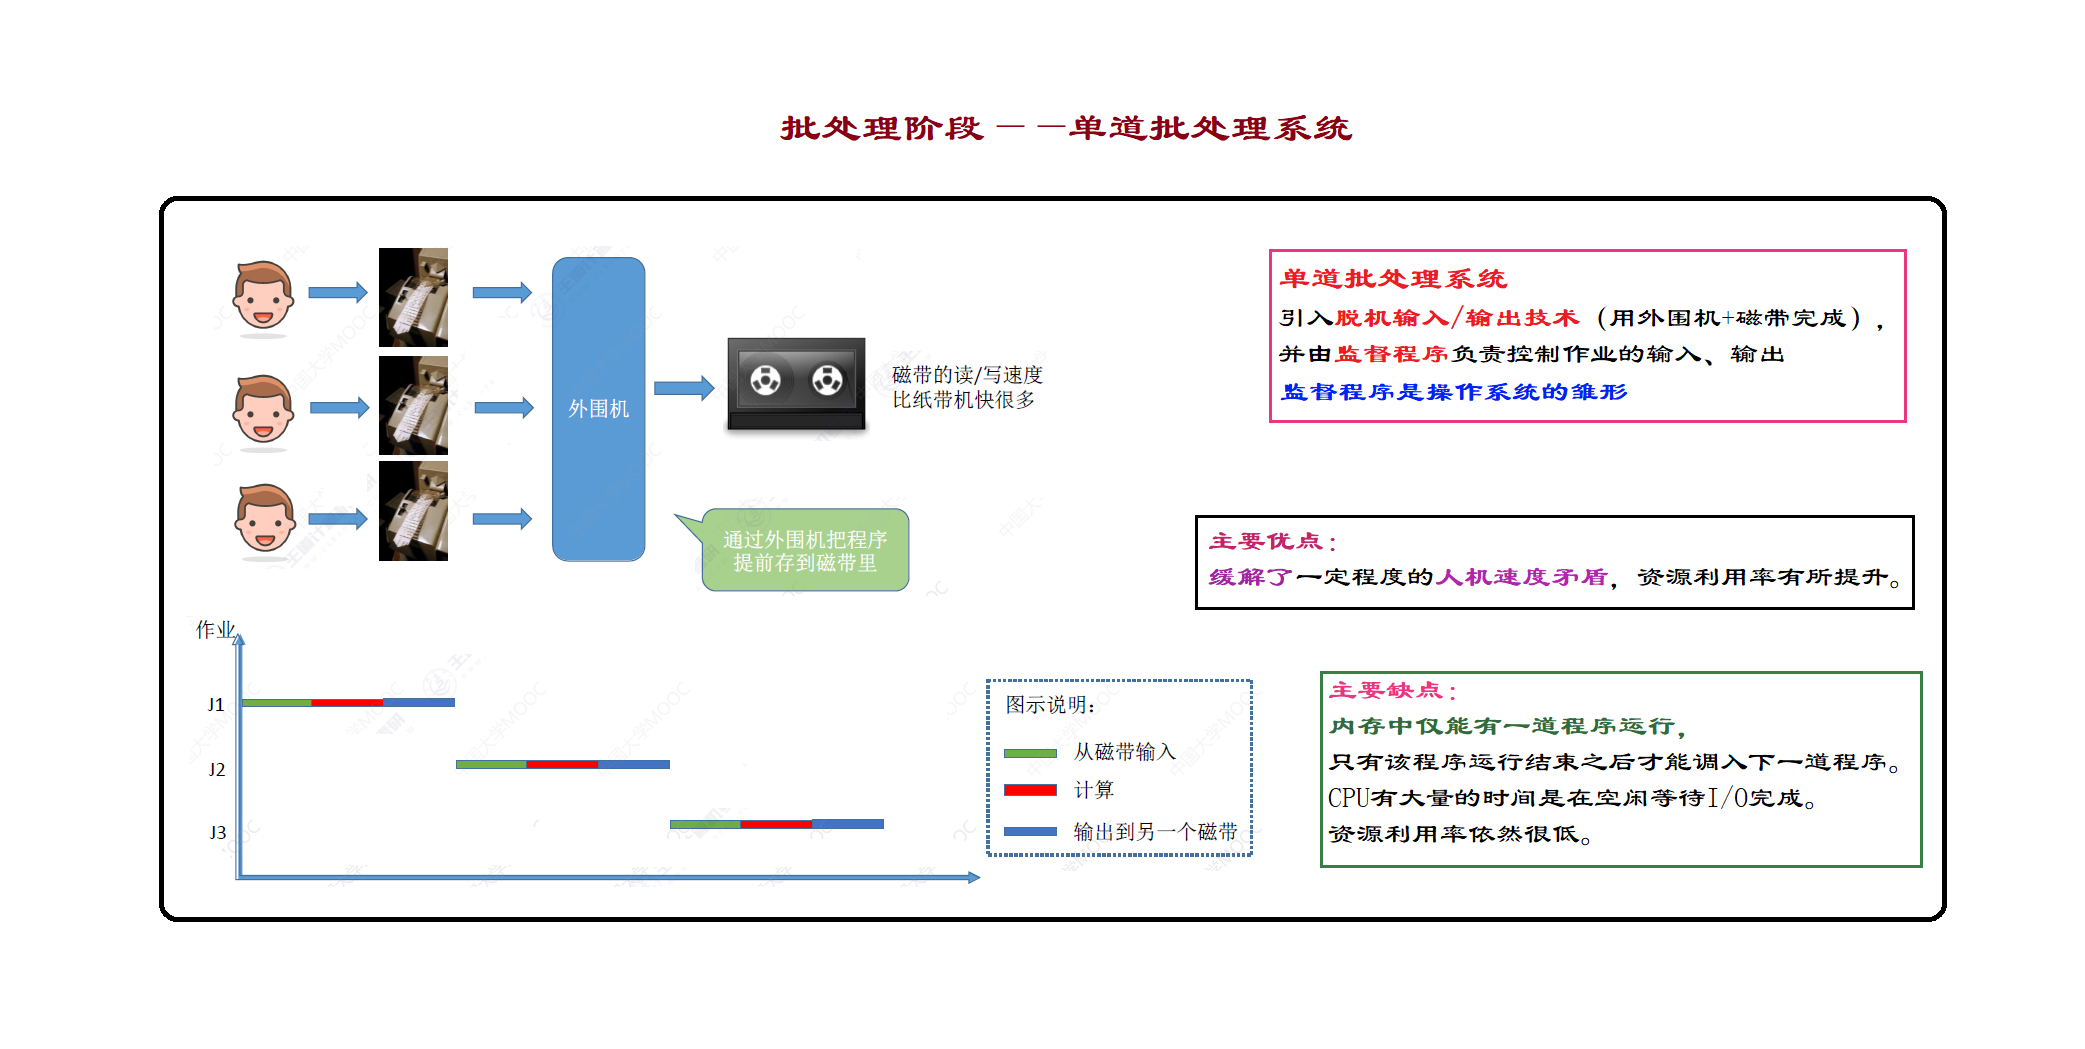 批处理阶段——单道批处理系统
外围机
磁带的读/写速度
比纸带机快很多
通过外围机把程序
提前存到磁带里
单道批处理系统
引入脱机输入/输出技术（用外围机+磁带完成），
并由监督程序负责控制作业的输入、输出
监督程序是操作系统的雏形
主要优点：
缓解了一定程度的人机速度矛盾，资源利用率有所提升。
作业
J1
J2
J3
图示说明：
从磁带输入
计算
输出到另一个磁带
主要缺点：
内存中仅能有一道程序运行，
只有该程序运行结束之后才能调入下一道程序。
CPU有大量的时间是在空闲等待I/O完成。
资源利用率依然很低。